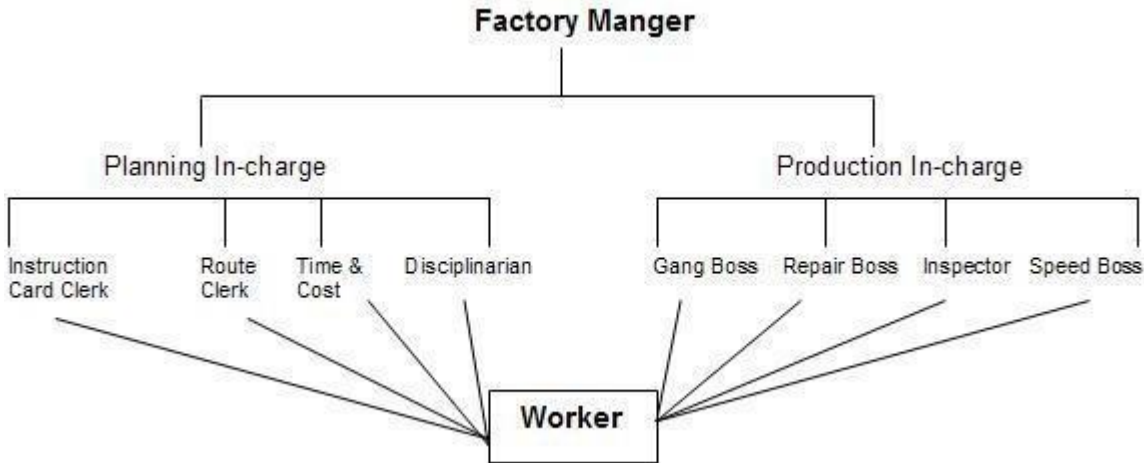 Factory Manger
Planning In-charge
Production In-charge
Instruction
Card Clerk
Route
Clerk
Time &
Cost
Disciplinarian
Gang Boss
Repair Boss
Inspector
Speed Boss
Worker